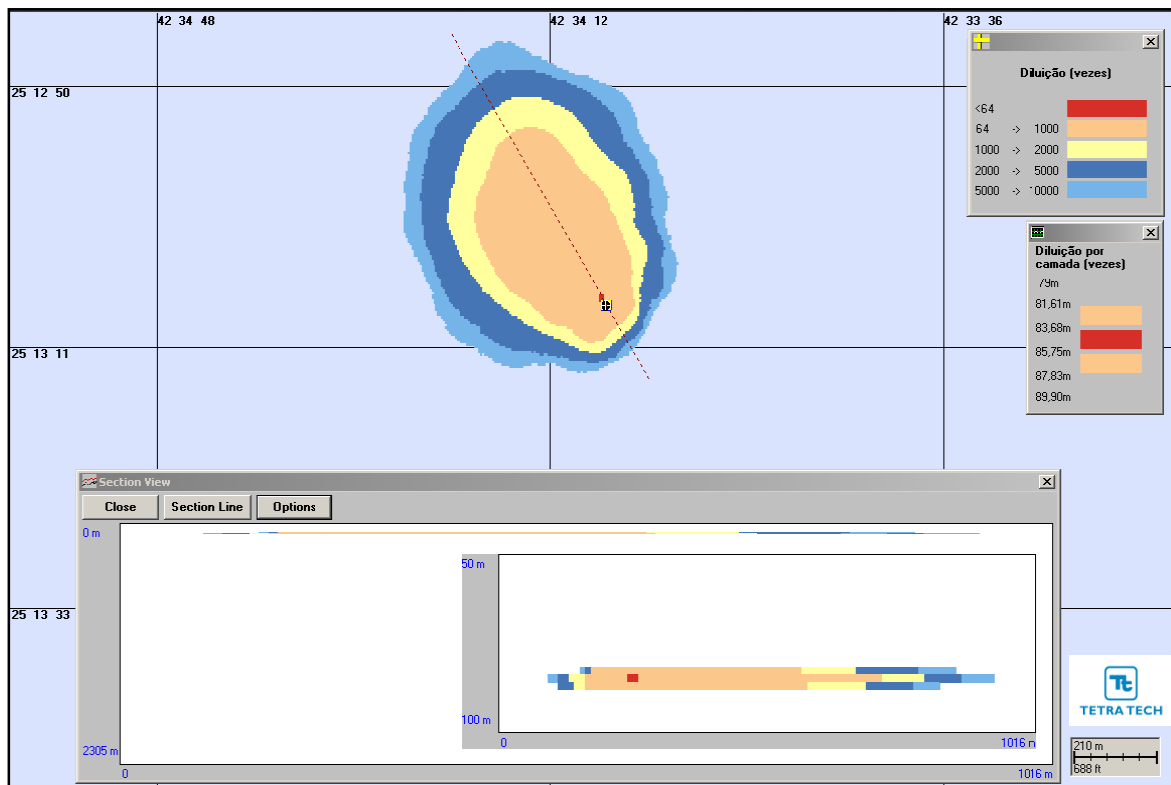 42 34 48
42 34 12
42 33 36
25 12 50
25 13 11
25 13 33
Diluição (vezes)
<64
64 -> 1000
1000 -> 2000
2000 -> 5000
5000 -> 10000
Diluição por
camada (vezes)
79m
81,61m
83,68m
85,75m
87,83m
89,90m
Section View
Close
Section Line
Options
0 m
2305 m
0
1016 m
50 m
100 m
0
1016 m
Tt
TETRA TECH
210 m
688 ft